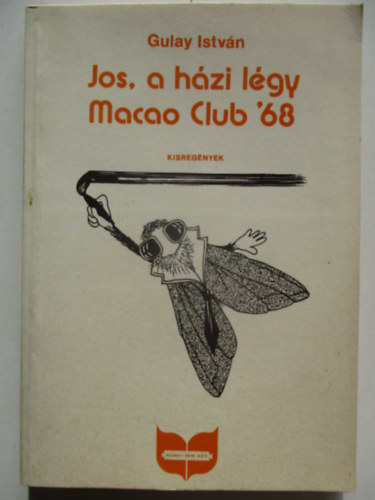 Gulay István
Jos, a házi légy
Macao Club '68
KISREGÉNYEK